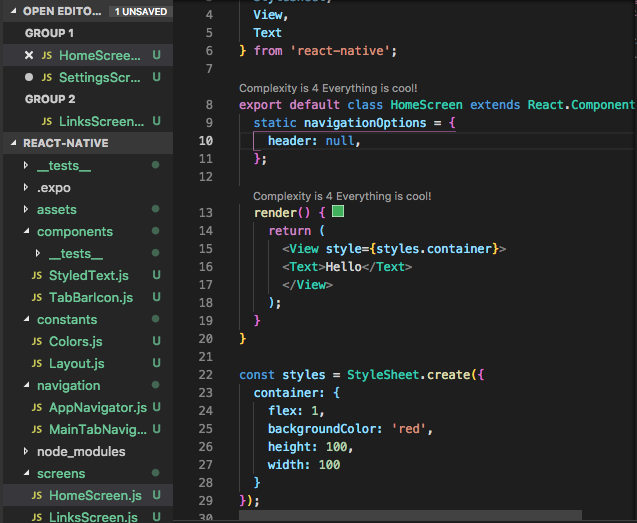 OPEN EDITO... 1 UNSAVED
GROUP 1
JS HomeScree... U
JS SettingsScr...
GROUP 2
JS LinksScreen... U
REACT-NATIVE
__tests__
.expo
assets
components
__tests__
JS StyledText.js U
JS TabBarIcon.js U
constants
JS Colors.js U
JS Layout.js U
navigation
JS AppNavigator.js U
JS MainTabNavig... U
node_modules
screens
JS HomeScreen.js U
JS LinksScreen.js U
4 View,
5 Text
6 } from 'react-native';
7
Complexity is 4 Everything is cool!
8 export default class HomeScreen extends React.Component
9 static navigationOptions = {
10 header: null,
11 };
12
Complexity is 4 Everything is cool!
13 render() {
14 return (
15 <View style={styles.container}>
16 <Text>Hello</Text>
17 </View>
18 );
19 }
20 }
21
22 const styles = StyleSheet.create({
23 container: {
24 flex: 1,
25 backgroundColor: 'red',
26 height: 100,
27 width: 100
28 }
29 });
30